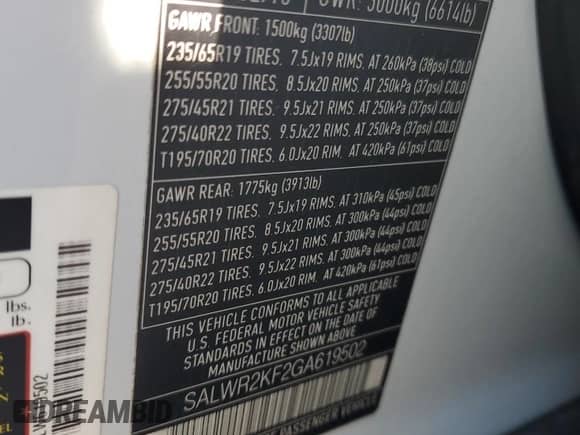 GVWR: 3000kg (6614lb)
GAWR FRONT: 1500kg (3307lb)
235/65R19 TIRES, 7.5Jx19 RIMS, AT 260kPa (38psi) COLD
255/55R20 TIRES, 8.5Jx20 RIMS, AT 250kPa (37psi) COLD
275/45R21 TIRES, 9.5Jx21 RIMS, AT 250kPa (37psi) COLD
275/40R22 TIRES, 9.5Jx22 RIMS, AT 250kPa (37psi) COLD
T195/70R20 TIRES, 6.0Jx20 RIM, AT 420kPa (61psi) COLD
GAWR REAR: 1775kg (3913lb)
235/65R19 TIRES, 7.5Jx19 RIMS, AT 310kPa (45psi) COLD
255/55R20 TIRES, 8.5Jx20 RIMS, AT 300kPa (44psi) COLD
275/45R21 TIRES, 9.5Jx21 RIMS, AT 300kPa (44psi) COLD
275/40R22 TIRES, 9.5Jx22 RIMS, AT 300kPa (44psi) COLD
T195/70R20 TIRES, 6.0Jx20 RIM, AT 420kPa (61psi) COLD
THIS VEHICLE CONFORMS TO ALL APPLICABLE
U.S. FEDERAL MOTOR VEHICLE SAFETY
STANDARDS IN EFFECT ON THE DATE OF
MANUFACTURE SHOWN ABOVE
SALWR2KF2GA619502
PASSENGER VEHICLE
lbs.
lb.
9502
DREAMBID